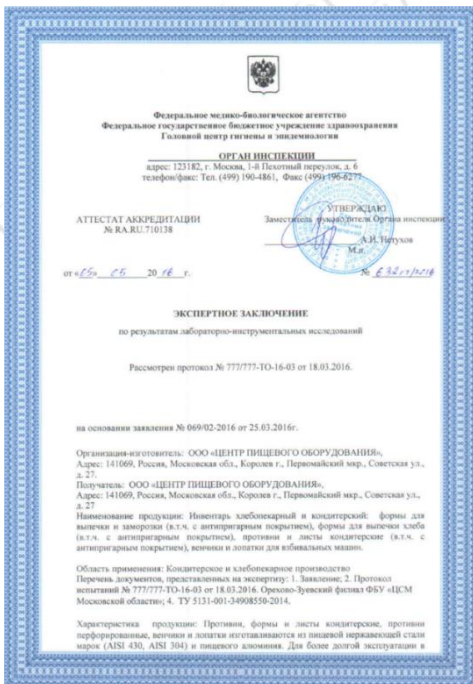 Федеральное медико-биологическое агентство
Федеральное государственное бюджетное учреждение здравоохранения
Головной центр гигиены и эпидемиологии
ОРГАН ИНСПЕКЦИИ
адрес: 123182, г. Москва, 1-й Пехотный переулок, д. 6
телефон/факс: Тел. (499) 190-4861, Факс (499) 196-6277
АТТЕСТАТ АККРЕДИТАЦИИ
№ RA.RU.710138
УТВЕРЖДАЮ
Заместитель руководителя Органа инспекции
А.И. Петухов
М.п.
от «05» 05 2016 г.
№
ЭКСПЕРТНОЕ ЗАКЛЮЧЕНИЕ
по результатам лабораторно-инструментальных исследований
Рассмотрен протокол № 777/777-ТО-16-03 от 18.03.2016.
на основании заявления № 069/02-2016 от 25.03.2016г.
Организация-изготовитель: ООО «ЦЕНТР ПИЩЕВОГО ОБОРУДОВАНИЯ»,
Адрес: 141069, Россия, Московская обл., Королев г., Первомайский мкр., Советская ул.,
д. 27.
Получатель: ООО «ЦЕНТР ПИЩЕВОГО ОБОРУДОВАНИЯ»,
Адрес: 141069, Россия, Московская обл., Королев г., Первомайский мкр., Советская ул.,
д. 27
Наименование продукции: Инвентарь хлебопекарный и кондитерский: формы для
выпечки и заморозки (в.т.ч. с антипригарным покрытием), формы для выпечки хлеба
(в.т.ч. с антипригарным покрытием), противни и листы кондитерские (в.т.ч. с
антипригарным покрытием), венчики и лопатки для взбивальных машин.
Область применения: Кондитерское и хлебопекарное производство
Перечень документов, представленных на экспертизу: 1. Заявление; 2. Протокол
испытаний № 777/777-ТО-16-03 от 18.03.2016. Орехово-Зуевский филиал ФБУ «ЦСМ
Московской области»; 4. ТУ 5131-001-34908550-2014.
Характеристика продукции: Противни, формы и листы кондитерские, противни
перфорированные, венчики и лопатки изготавливаются из пищевой нержавеющей стали
марок (AISI 430, AISI 304) и пищевого алюминия. Для более долгой эксплуатации в